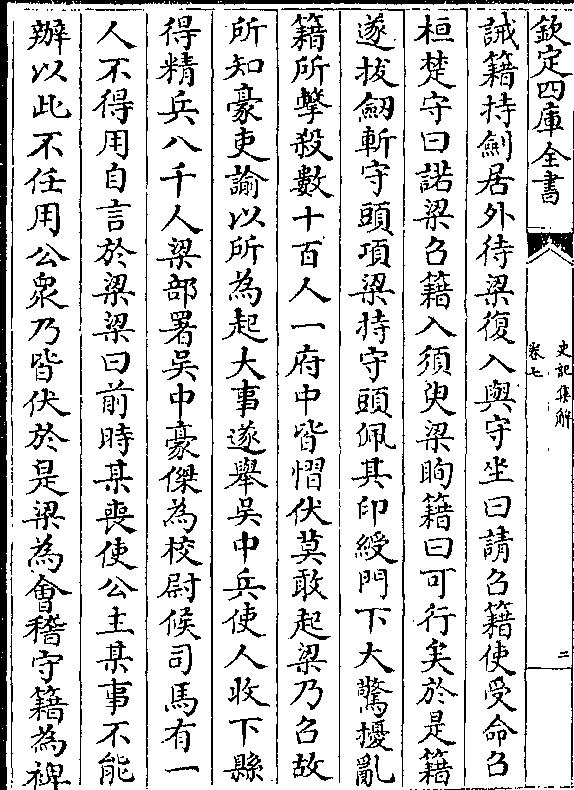 欽定四庫全書
史記集解
卷七
二
誡籍持劍居外待梁復入與守坐曰請召籍使受命召
桓楚守曰諾梁召籍入須臾梁眴籍曰可行矣於是籍
遂拔劒斬守頭項梁持守頭佩其印綬門下大驚擾亂
籍所擊殺數十百人一府中皆慴伏莫敢起梁乃召故
所知豪吏諭以所為起大事遂舉吳中兵使人收下縣
得精兵八千人梁部署吳中豪傑為校尉候司馬有一
人不得用自言於梁梁曰前時某喪使公主某事不能
辦以此不任用公衆乃皆伏於是梁為會稽守籍為裨